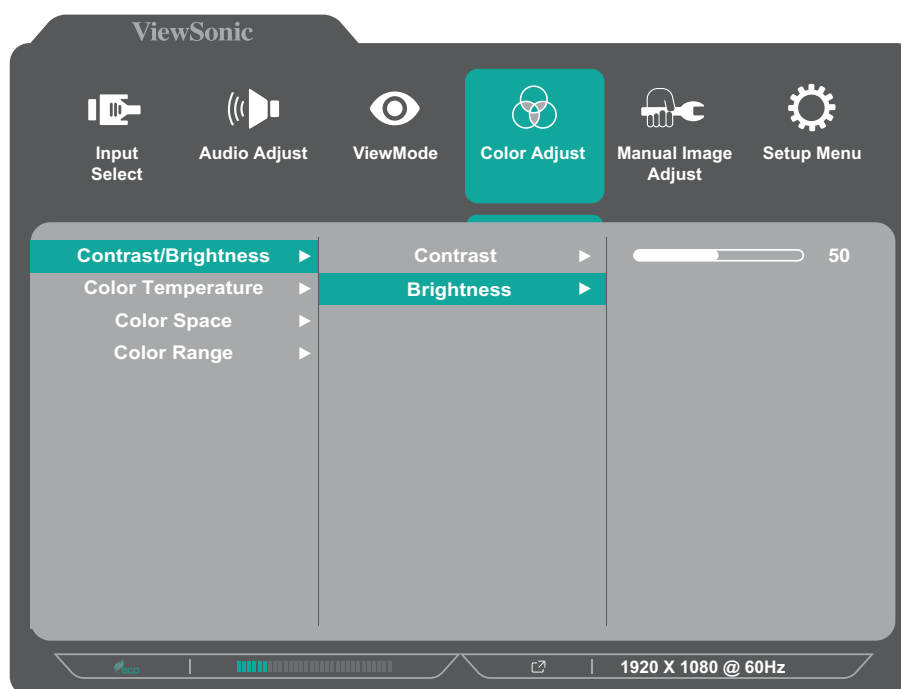 ViewSonic
Input
Select
Audio Adjust
ViewMode
Color Adjust
Manual Image
Adjust
Setup Menu
Contrast/Brightness
Color Temperature
Color Space
Color Range
Contrast
Brightness
50
eco
1920 X 1080 @ 60Hz